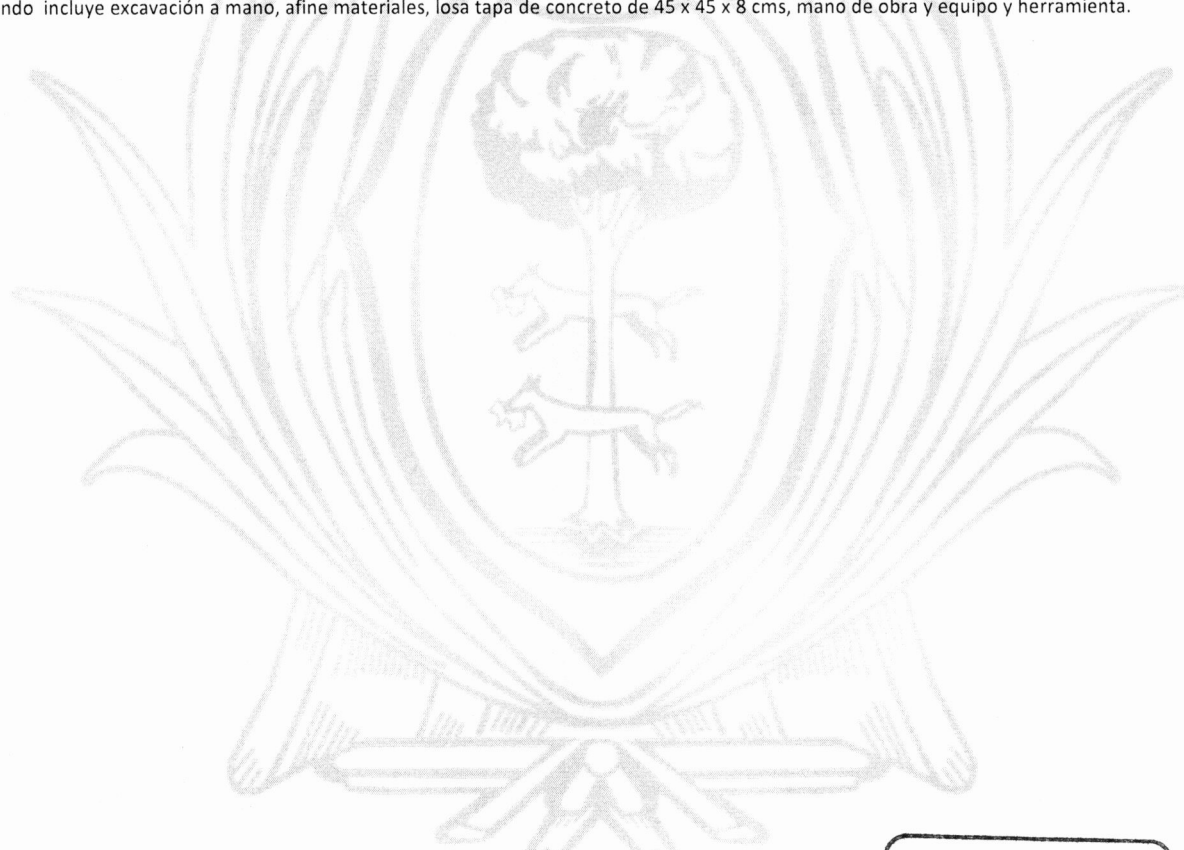 ndo incluye excavación a mano, afine materiales, losa tapa de concreto de 45 x 45 x 8 cms, mano de obra y equipo y herramienta.